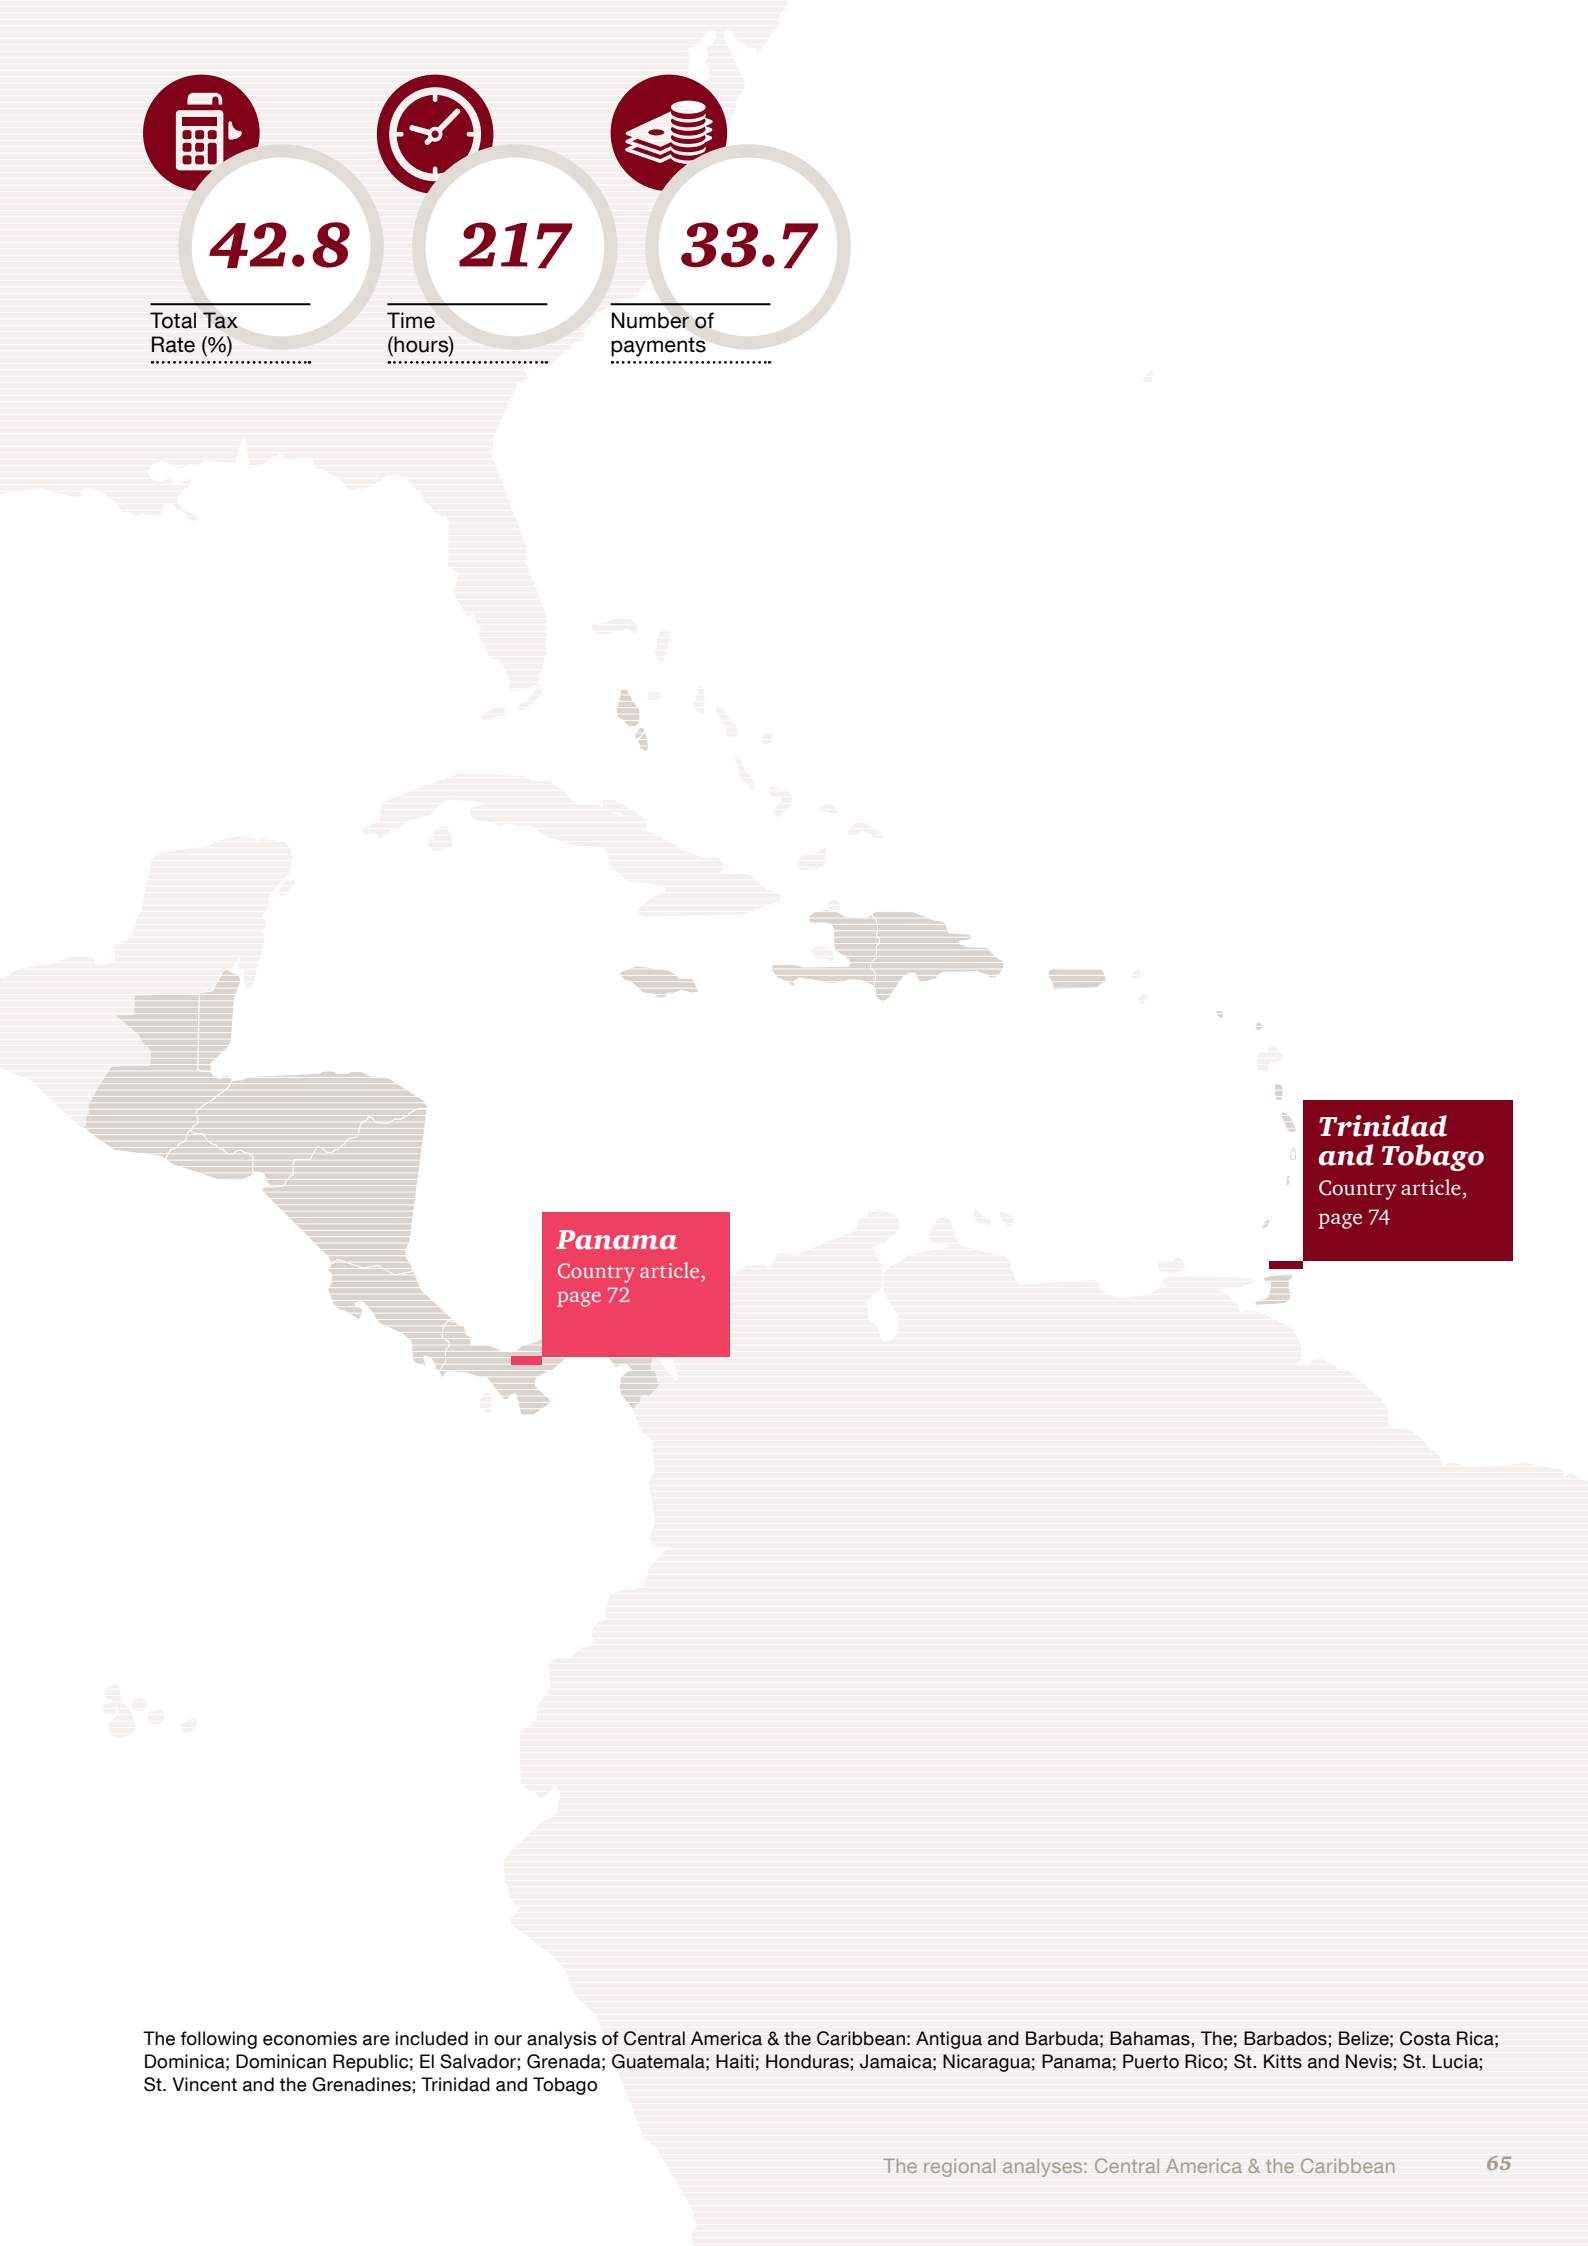 42.8
Total Tax
Rate (%)
217
Time
(hours)
33.7
Number of
payments
Trinidad
and Tobago
Country article,
page 74
Panama
Country article,
page 72
The following economies are included in our analysis of Central America & the Caribbean: Antigua and Barbuda; Bahamas, The; Barbados; Belize; Costa Rica;
Dominica; Dominican Republic; El Salvador; Grenada; Guatemala; Haiti; Honduras; Jamaica; Nicaragua; Panama; Puerto Rico; St. Kitts and Nevis; St. Lucia;
St. Vincent and the Grenadines; Trinidad and Tobago
The regional analyses: Central America & the Caribbean 65